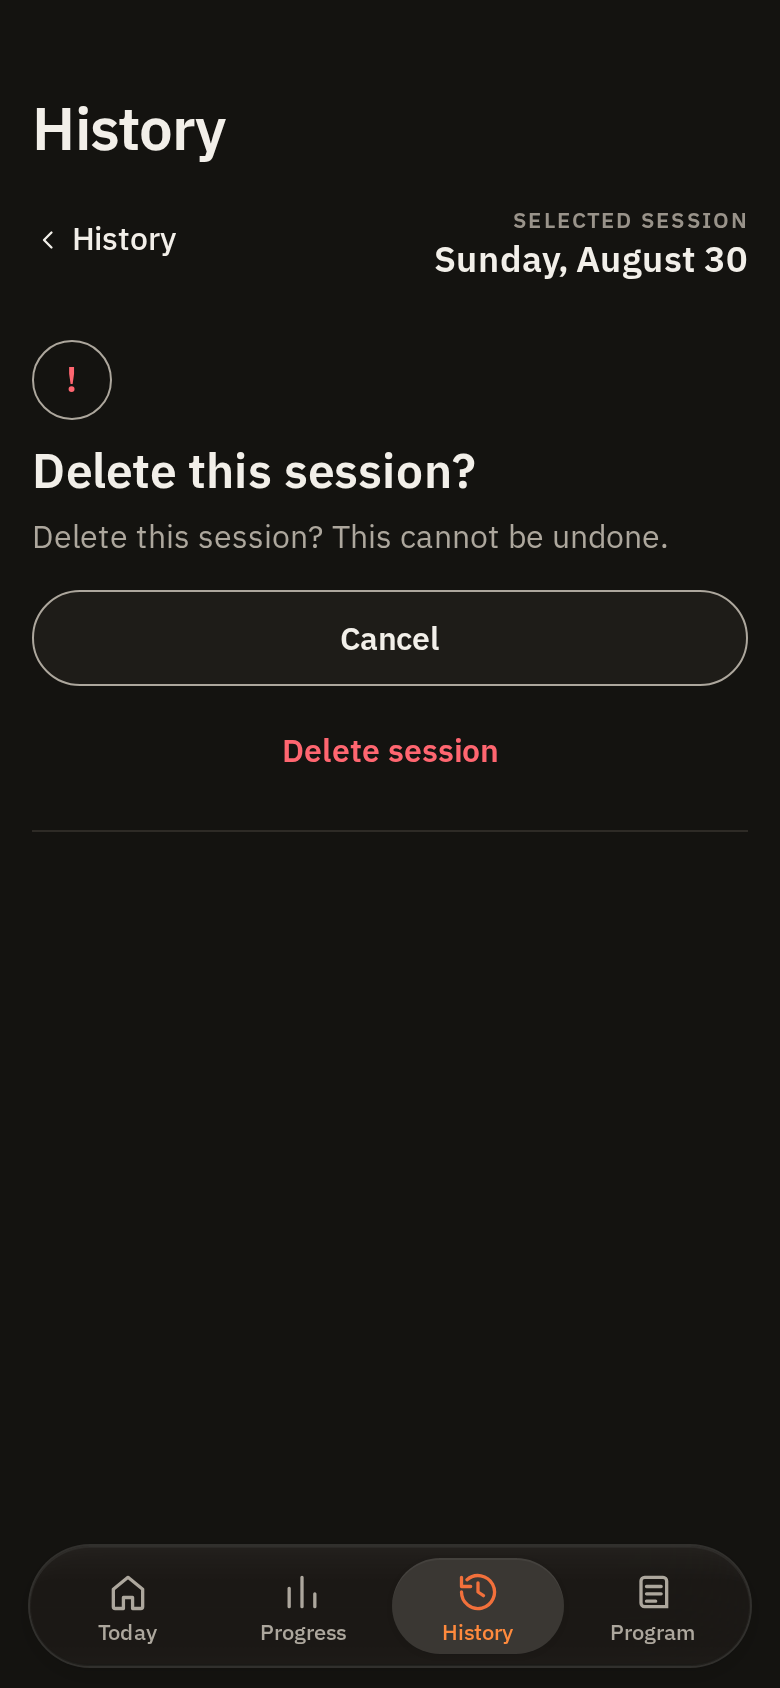 History
History
SELECTED SESSION
Sunday, August 30
!
Delete this session?
Delete this session? This cannot be undone.
Cancel
Delete session
Today
Progress
History
Program